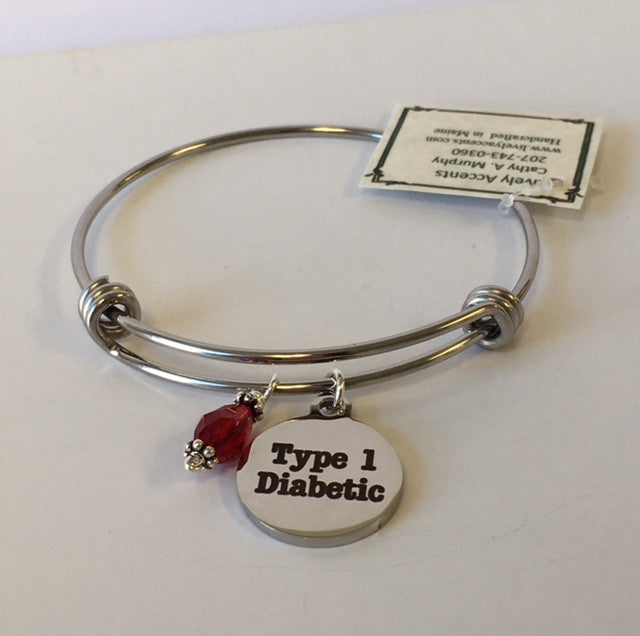 Type 1
Diabetic
Lively Accents
Cathy A. Murphy
207-743-0360
www.livelyaccents.com
Handcrafted in Maine